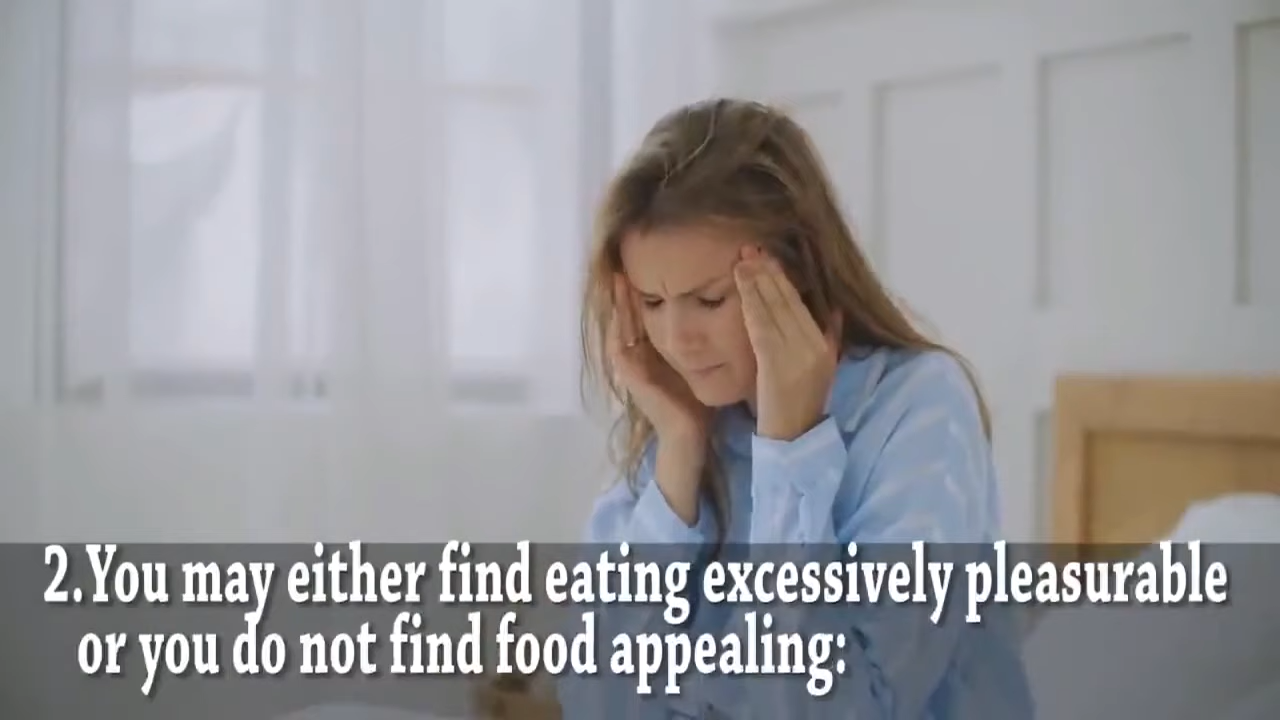 2.You may either find eating excessively pleasurable
or you do not find food appealing: